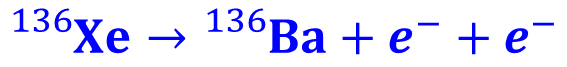 ¹³⁶Xe → ¹³⁶Ba + e⁻ + e⁻